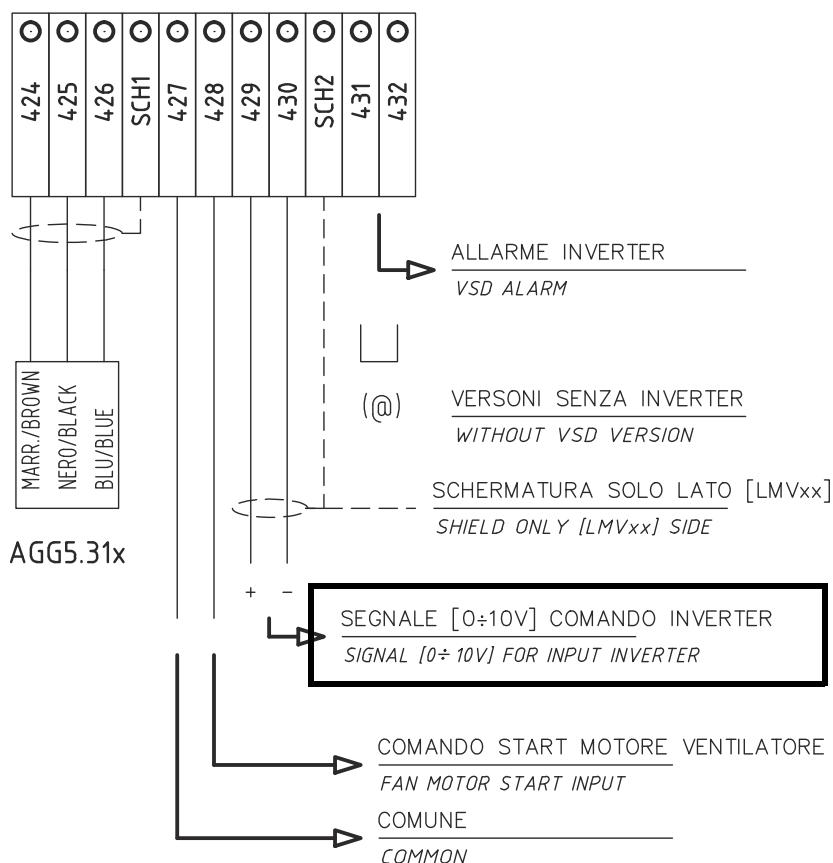 424 425 426 SCH1 427 428 429 430 SCH2 431 432
ALLARME INVERTER
VSD ALARM
MARR./BROWN
NERO/BLACK
BLU/BLUE
(@)
VERSONI SENZA INVERTER
WITHOUT VSD VERSION
SCHERMATURA SOLO LATO [LMVxx]
SHIELD ONLY [LMVxx] SIDE
AGG5.31x
+ -
SEGNALE [0÷10V] COMANDO INVERTER
SIGNAL [0÷10V] FOR INPUT INVERTER
COMANDO START MOTORE VENTILATORE
FAN MOTOR START INPUT
COMUNE
COMMON